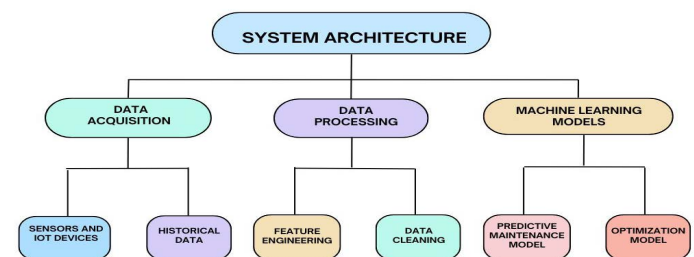 SYSTEM ARCHITECTURE
DATA
ACQUISITION
DATA
PROCESSING
MACHINE LEARNING
MODELS
SENSORS AND
IOT DEVICES
HISTORICAL
DATA
FEATURE
ENGINEERING
DATA
CLEANING
PREDICTIVE
MAINTENANCE
MODEL
OPTIMIZATION
MODEL